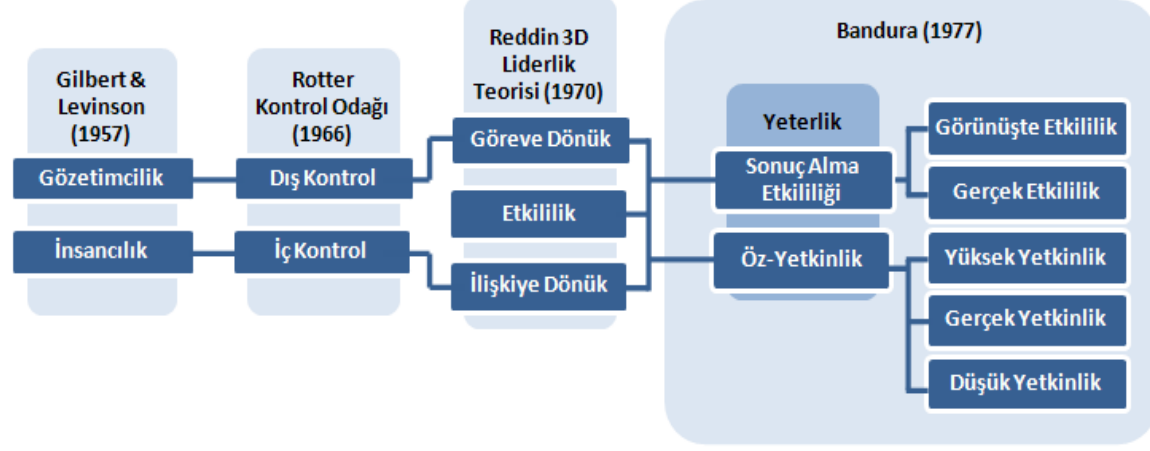 Gilbert &
Levinson
(1957)
Gözetimcilik
İnsancılık
Rotter
Kontrol Odağı
(1966)
Dış Kontrol
İç Kontrol
Reddin 3D
Liderlik
Teorisi (1970)
Göreve Dönük
Etkililik
İlişkiye Dönük
Bandura (1977)
Yeterlik
Sonuç Alma
Etkililiği
Öz-Yetkinlik
Görünüşte Etkililik
Gerçek Etkililik
Yüksek Yetkinlik
Gerçek Yetkinlik
Düşük Yetkinlik